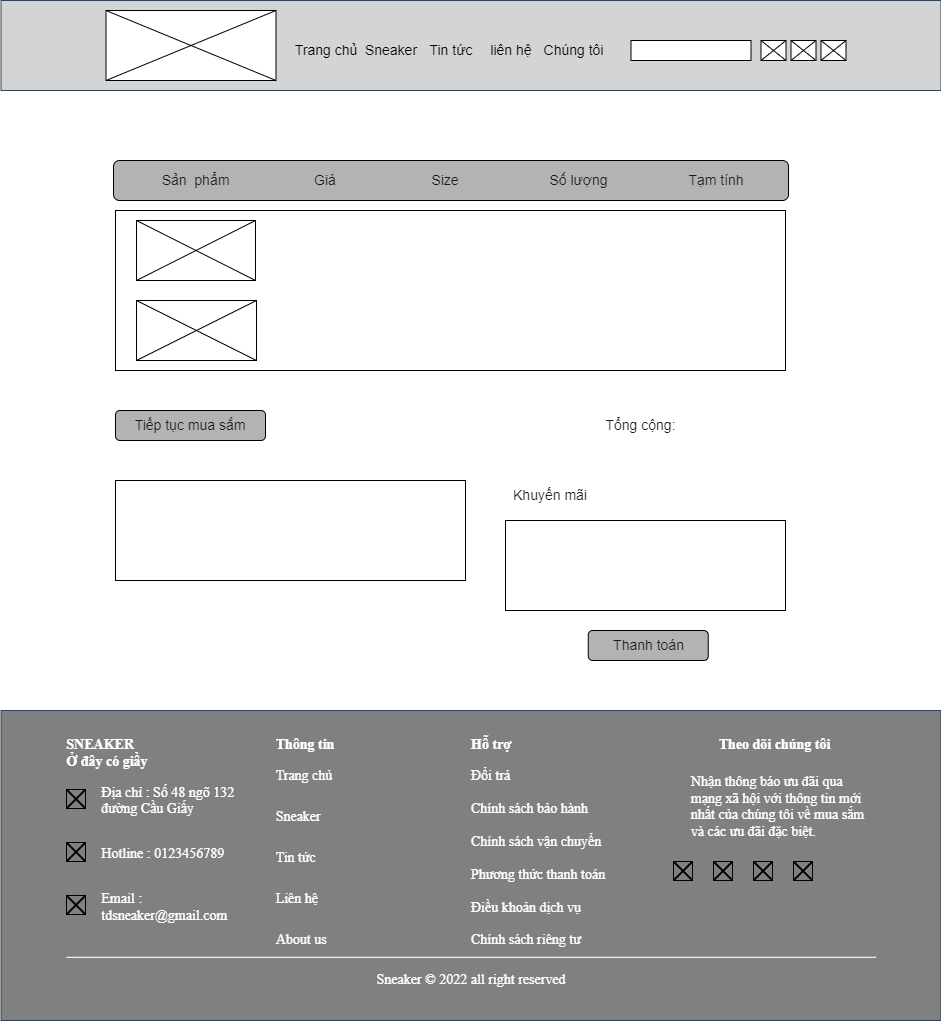 Trang chủ Sneaker Tin tức liên hệ Chúng tôi
Sản phẩm Giá Size Số lượng Tạm tính
Tiếp tục mua sắm
Tổng cộng:
Khuyến mãi
Thanh toán
SNEAKER
Ở đây có giầy
Địa chỉ : Số 48 ngõ 132
đường Cầu Giấy
Hotline : 0123456789
Email :
tdsneaker@gmail.com
Thông tin
Trang chủ
Sneaker
Tin tức
Liên hệ
About us
Hỗ trợ
Đổi trả
Chính sách bảo hành
Chính sách vận chuyển
Phương thức thanh toán
Điều khoản dịch vụ
Chính sách riêng tư
Theo dõi chúng tôi
Nhận thông báo ưu đãi qua
mạng xã hội với thông tin mới
nhất của chúng tôi về mua sắm
và các ưu đãi đặc biệt.
Sneaker © 2022 all right reserved